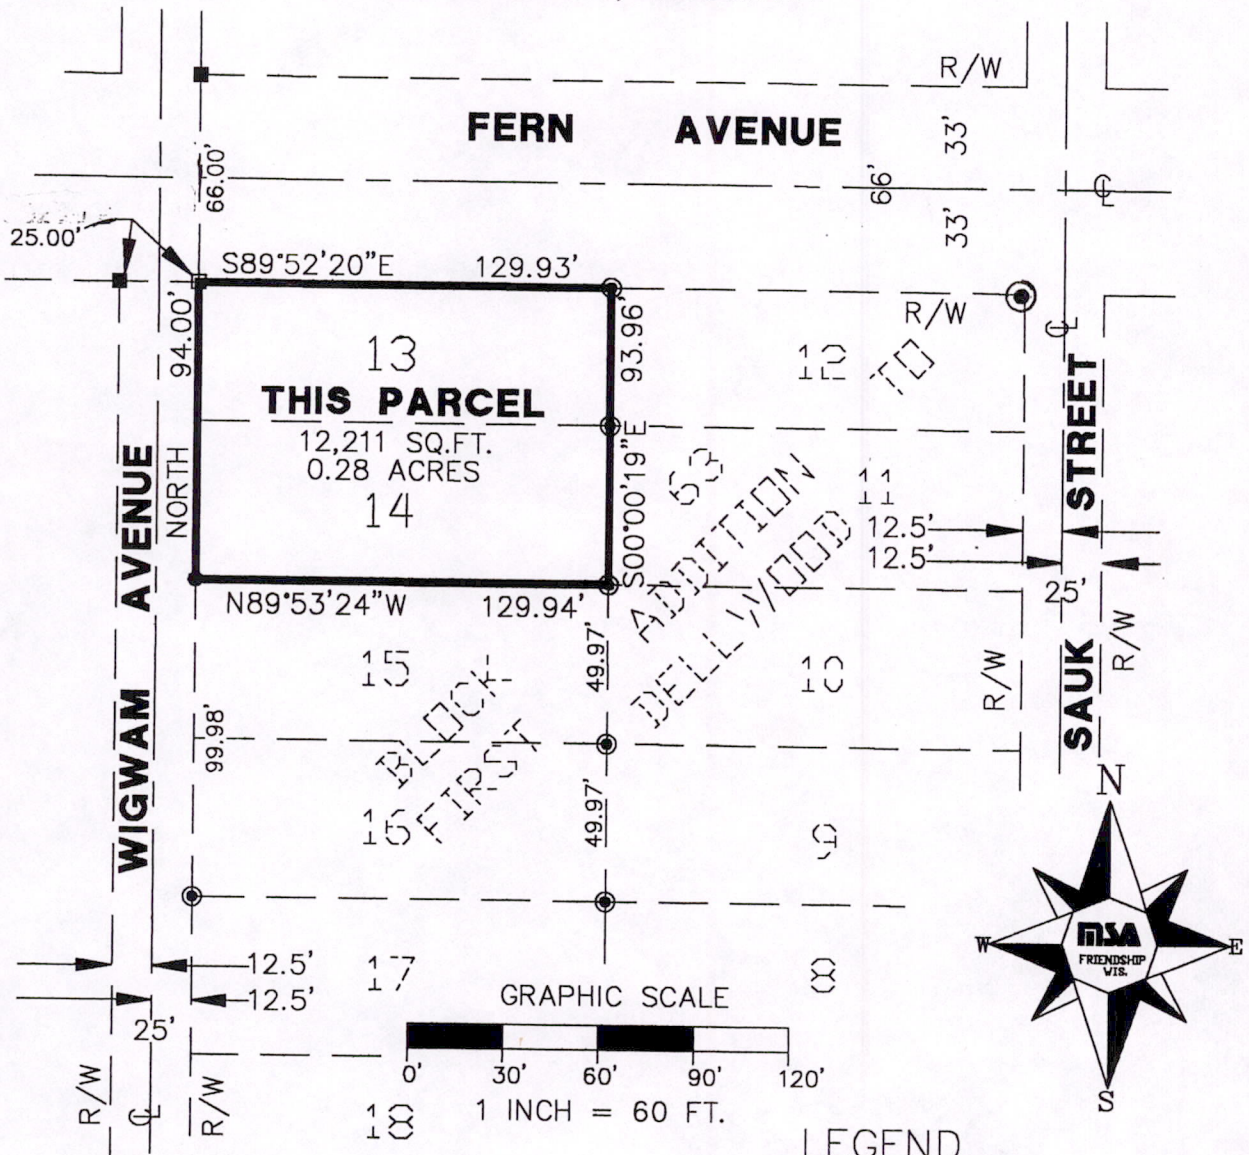 R/W
FERN AVENUE
33'
66.00'
66'
℄
33'
25.00'
S89°52'20"E 129.93'
R/W
℄
94.00'
93.96'
13
12
TO
THIS PARCEL
12,211 SQ.FT.
0.28 ACRES
14
NORTH
S00°00'19"E
63
11
ADDITION
DELLWOOD
WIGWAM AVENUE
SAUK STREET
12.5'
12.5'
25'
N89°53'24"W 129.94'
R/W
R/W
15
49.97'
10
BLOCK
FIRST
99.98'
15
49.97'
9
N
W
MSA
FRIENDSHIP
WIS.
E
S
12.5'
12.5'
25'
17
8
GRAPHIC SCALE
0' 30' 60' 90' 120'
1 INCH = 60 FT.
R/W
℄
R/W
18
LEGEND